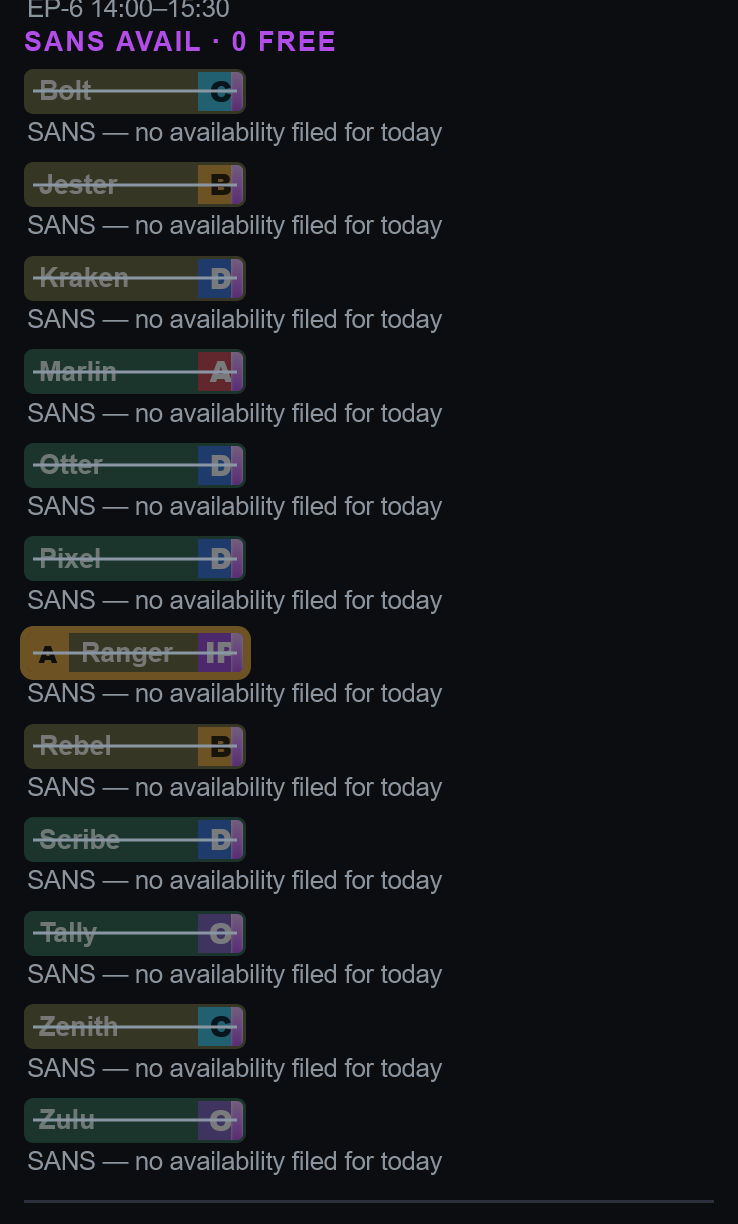 EP-6 14:00–15:30
SANS AVAIL · 0 FREE
Bolt C
SANS — no availability filed for today
Jester B
SANS — no availability filed for today
Kraken D
SANS — no availability filed for today
Marlin A
SANS — no availability filed for today
Otter D
SANS — no availability filed for today
Pixel D
SANS — no availability filed for today
A Ranger IP
SANS — no availability filed for today
Rebel B
SANS — no availability filed for today
Scribe D
SANS — no availability filed for today
Tally O
SANS — no availability filed for today
Zenith C
SANS — no availability filed for today
Zulu O
SANS — no availability filed for today